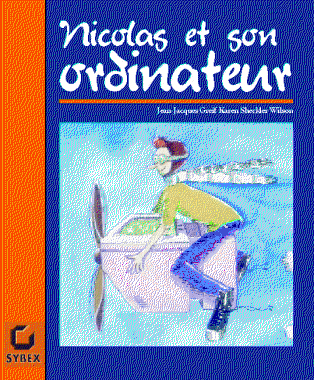 Nicolas et son
ordinateur
Jean Jacques Greif Karen Sheckler Wilson
SYBEX